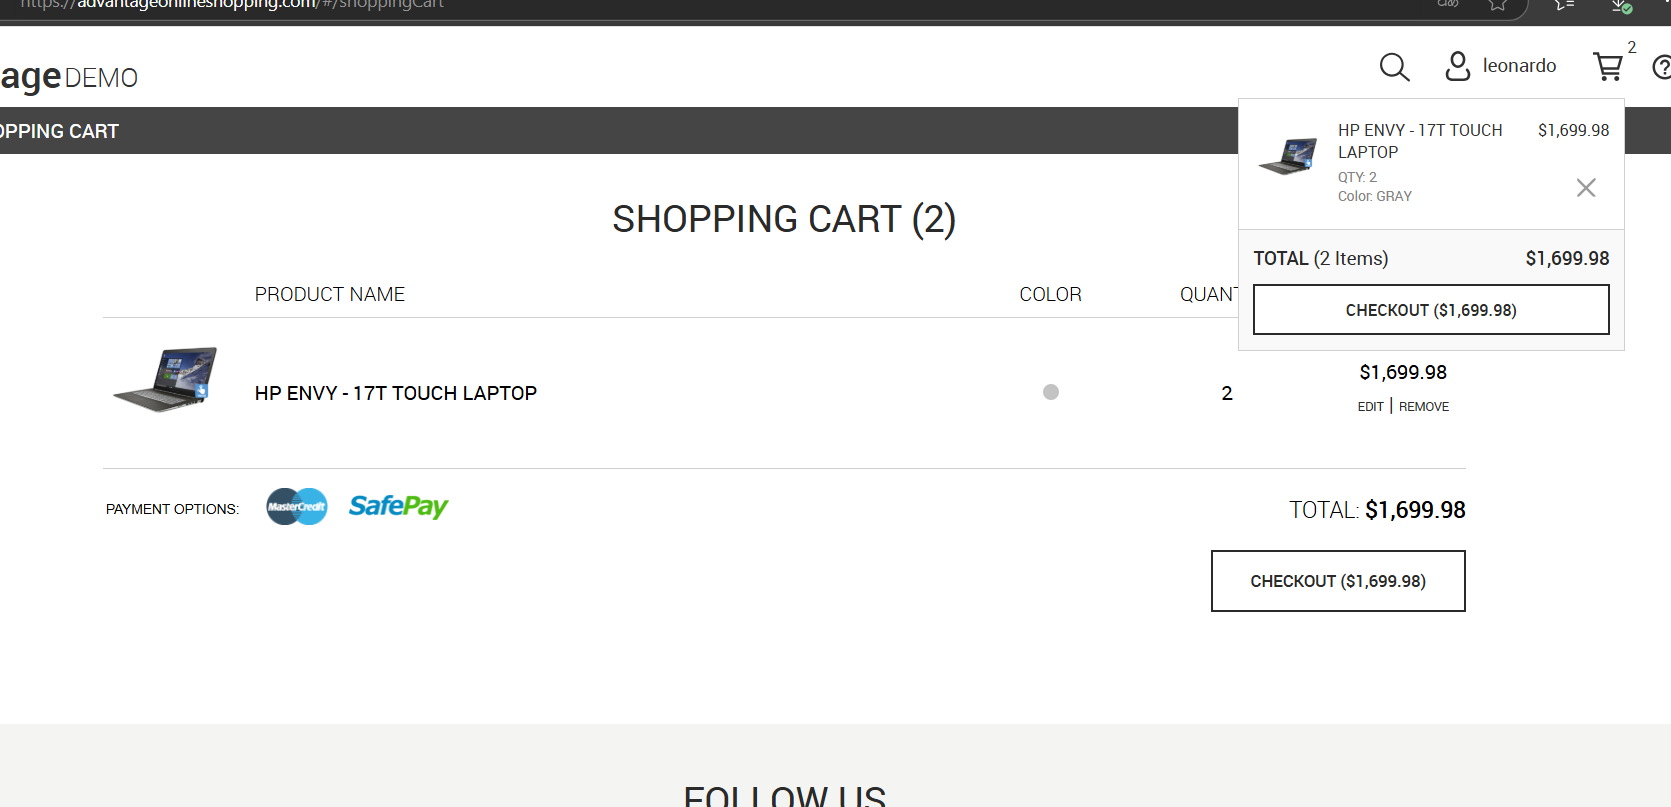 https://advantageonlineshopping.com/#/shoppingCart
age DEMO
leonardo
2
OPPING CART
HP ENVY - 17T TOUCH
LAPTOP
$1,699.98
QTY: 2
Color: GRAY
TOTAL (2 Items) $1,699.98
CHECKOUT ($1,699.98)
SHOPPING CART (2)
PRODUCT NAME COLOR QUANT
HP ENVY - 17T TOUCH LAPTOP 2 $1,699.98
EDIT | REMOVE
PAYMENT OPTIONS: MasterCredit SafePay
TOTAL: $1,699.98
CHECKOUT ($1,699.98)
FOLLOW US